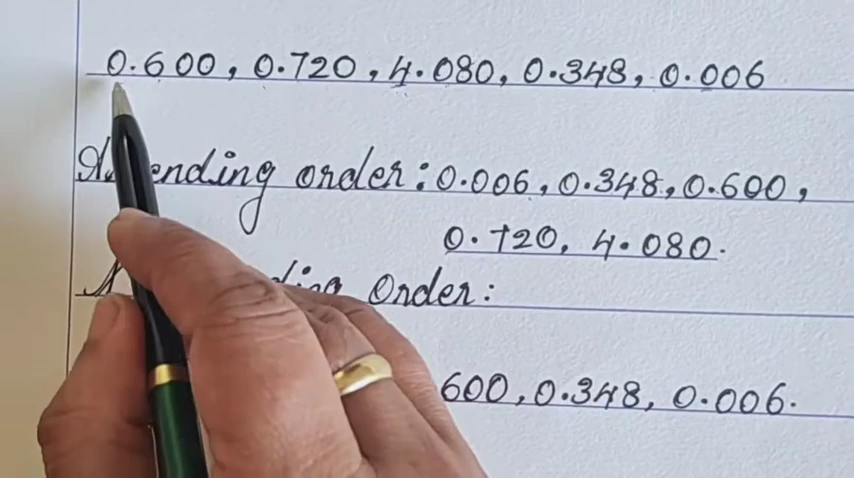 0.600, 0.720, 4.080, 0.348, 0.006
order: 0.006, 0.348, 0.600,
0.720, 4.080.
Order:
600, 0.348, 0.006.